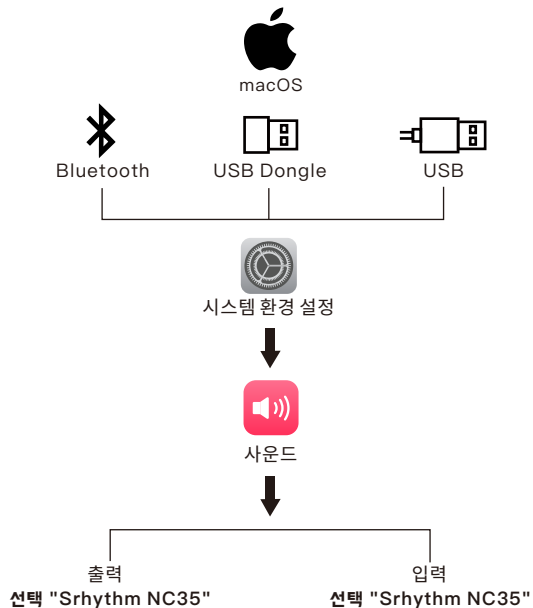 macOS
Bluetooth USB Dongle USB
시스템 환경 설정
사운드
출력 입력
선택 "Srhythm NC35" 선택 "Srhythm NC35"